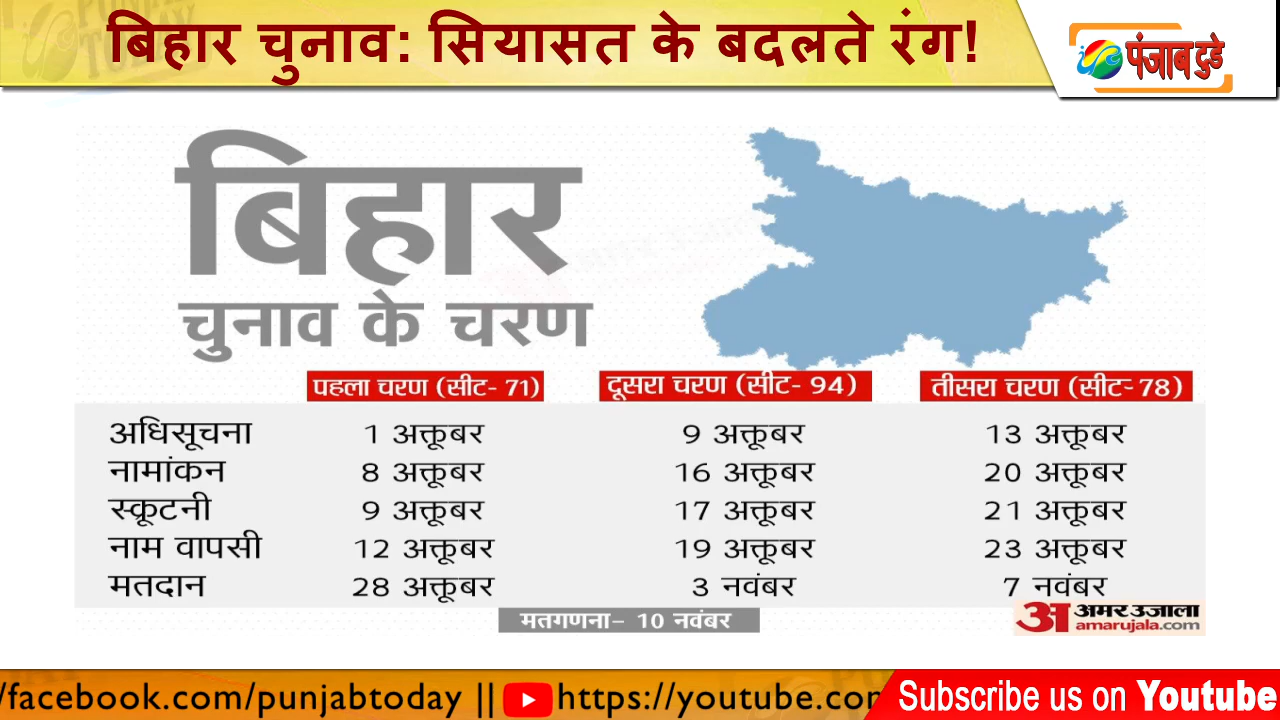 बिहार चुनाव: सियासत के बदलते रंग!
पंजाब टुडे
बिहार
चुनाव के चरण
पहला चरण (सीट- 71) दूसरा चरण (सीट- 94) तीसरा चरण (सीट- 78)
अधिसूचना 1 अक्तूबर 9 अक्तूबर 13 अक्तूबर
नामांकन 8 अक्तूबर 16 अक्तूबर 20 अक्तूबर
स्क्रूटनी 9 अक्तूबर 17 अक्तूबर 21 अक्तूबर
नाम वापसी 12 अक्तूबर 19 अक्तूबर 23 अक्तूबर
मतदान 28 अक्तूबर 3 नवंबर 7 नवंबर
मतगणना- 10 नवंबर
अ अमर उजाला
amarujala.com
/facebook.com/punjabtoday || https://youtube.com Subscribe us on Youtube